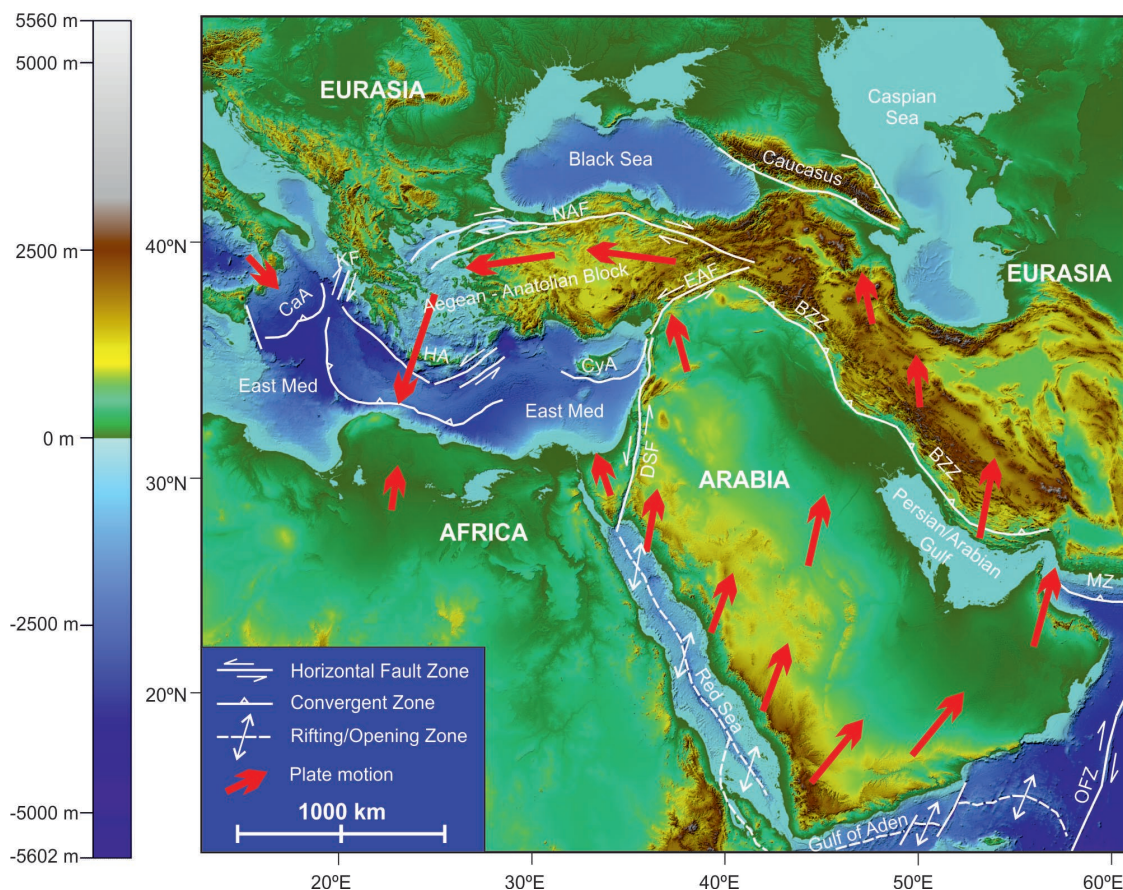 5560 m
5000 m
2500 m
0 m
-2500 m
-5000 m
-5602 m
40ºN
30ºN
20ºN
EURASIA
Caspian
Sea
Black Sea
Caucasus
NAF
EURASIA
KF
Aegean - Anatolian Block
EAF
CaA
BZZ
HA
CyA
East Med
East Med
DSF
ARABIA
BZZ
AFRICA
Persian/Arabian
Gulf
MZ
Red Sea
OFZ
Gulf of Aden
Horizontal Fault Zone
Convergent Zone
Rifting/Opening Zone
Plate motion
1000 km
20ºE
30ºE
40ºE
50ºE
60ºE